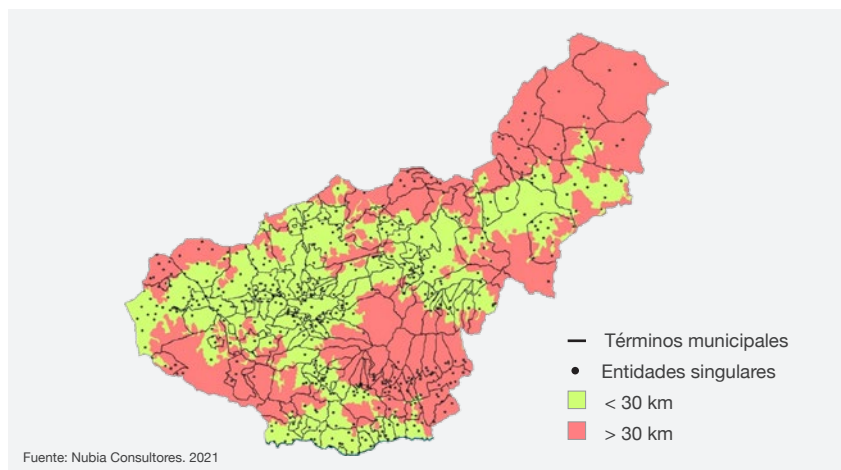 Términos municipales
Entidades singulares
< 30 km
> 30 km
Fuente: Nubia Consultores. 2021